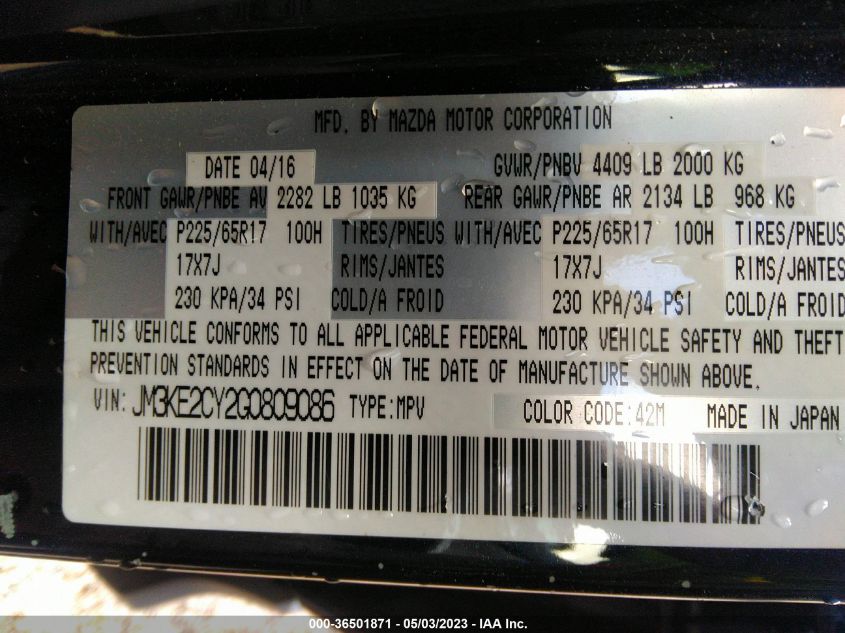 MFD. BY MAZDA MOTOR CORPORATION
DATE 04/16 GVWR/PNBV 4409 LB 2000 KG
FRONT GAWR/PNBE AV 2282 LB 1035 KG REAR GAWR/PNBE AR 2134 LB 968 KG
WITH/AVEC P225/65R17 100H TIRES/PNEUS WITH/AVEC P225/65R17 100H TIRES/PNEUS
17X7J RIMS/JANTES 17X7J RIMS/JANTES
230 KPA/34 PSI COLD/A FROID 230 KPA/34 PSI COLD/A FROID
THIS VEHICLE CONFORMS TO ALL APPLICABLE FEDERAL MOTOR VEHICLE SAFETY AND THEFT
PREVENTION STANDARDS IN EFFECT ON THE DATE OF MANUFACTURE SHOWN ABOVE.
VIN: JM3KE2CY2G0809086 TYPE:MPV COLOR CODE:42M MADE IN JAPAN
000-36501871 - 05/03/2023 - IAA Inc.